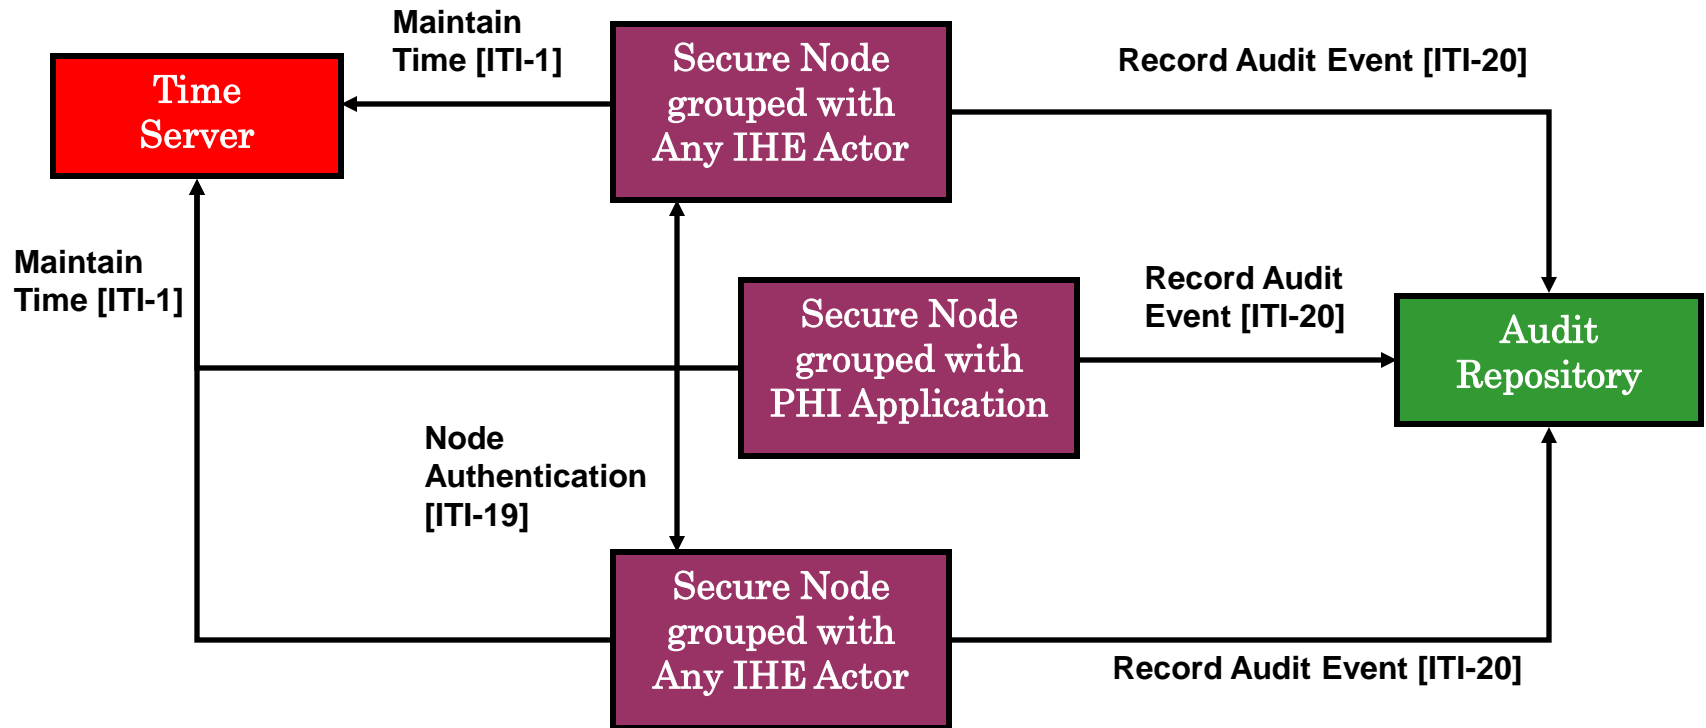 Maintain
Time [ITI-1]
Time
Server
Secure Node
grouped with
Any IHE Actor
Record Audit Event [ITI-20]
Maintain
Time [ITI-1]
Secure Node
grouped with
PHI Application
Record Audit
Event [ITI-20]
Audit
Repository
Node
Authentication
[ITI-19]
Secure Node
grouped with
Any IHE Actor
Record Audit Event [ITI-20]